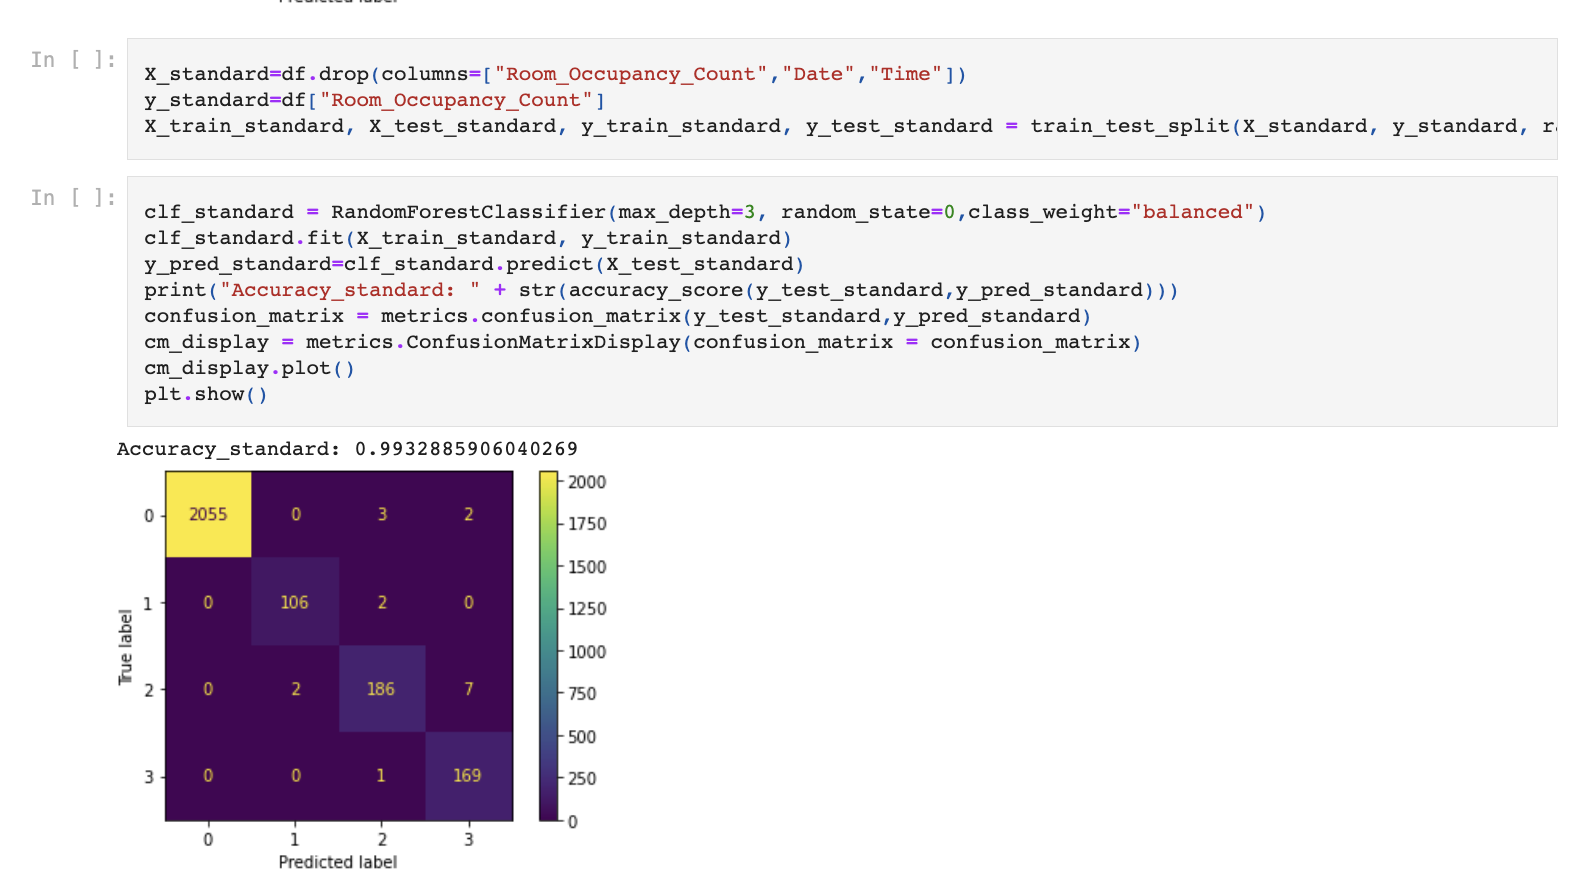 Predicted label
In [ ]:
X_standard=df.drop(columns=["Room_Occupancy_Count","Date","Time"])
y_standard=df["Room_Occupancy_Count"]
X_train_standard, X_test_standard, y_train_standard, y_test_standard = train_test_split(X_standard, y_standard,
In [ ]:
clf_standard = RandomForestClassifier(max_depth=3, random_state=0,class_weight="balanced")
clf_standard.fit(X_train_standard, y_train_standard)
y_pred_standard=clf_standard.predict(X_test_standard)
print("Accuracy_standard: " + str(accuracy_score(y_test_standard,y_pred_standard)))
confusion_matrix = metrics.confusion_matrix(y_test_standard,y_pred_standard)
cm_display = metrics.ConfusionMatrixDisplay(confusion_matrix = confusion_matrix)
cm_display.plot()
plt.show()
Accuracy_standard: 0.9932885906040269
True label
0 2055 0 3 2
1 0 106 2 0
2 0 2 186 7
3 0 0 1 169
0 1 2 3
Predicted label
2000
1750
1500
1250
1000
750
500
250
0